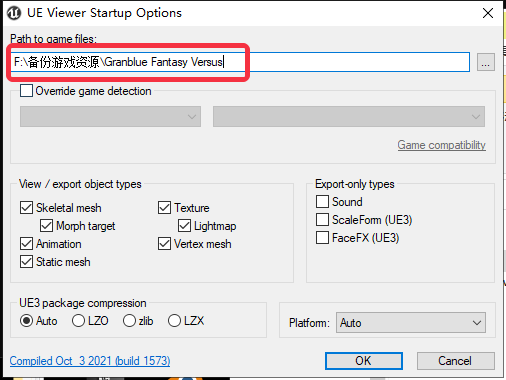 UE Viewer Startup Options
Path to game files:
F:\备份游戏资源\Granblue Fantasy Versus
...
Override game detection
Game compatibility
View / export object types
Export-only types
Skeletal mesh
Texture
Sound
Morph target
Lightmap
ScaleForm (UE3)
Animation
Vertex mesh
FaceFX (UE3)
Static mesh
UE3 package compression
Auto
LZO
zlib
LZX
Platform:
Auto
Compiled Oct  3 2021 (build 1573)
OK
Cancel